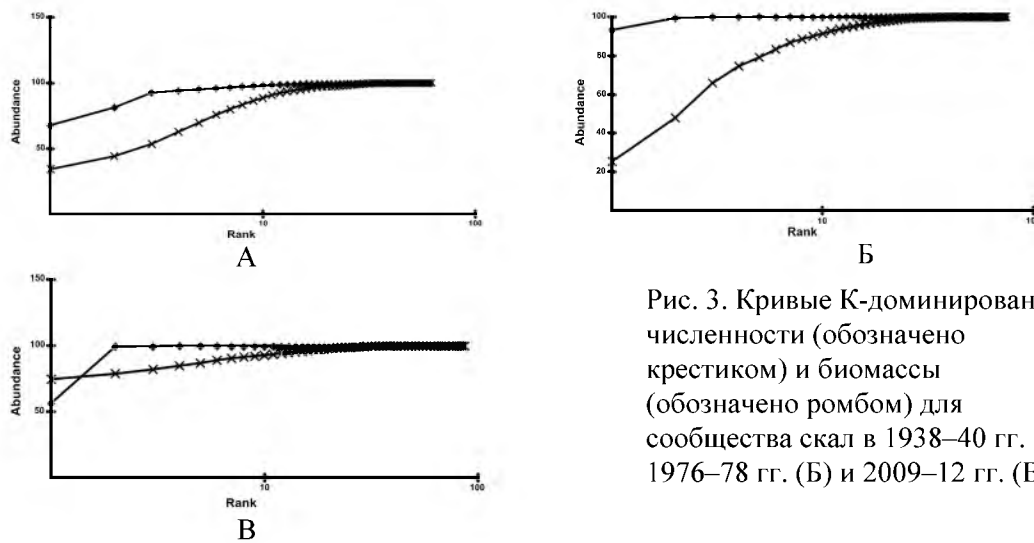 150
100
50
Abundance
10
100
Rank
А
100
80
60
40
20
Abundance
10
Rank
Б
150
100
50
Abundance
10
100
Rank
В
Рис. 3. Кривые К-доминирован
численности (обозначено
крестиком) и биомассы
(обозначено ромбом) для
сообщества скал в 1938–40 гг.
1976–78 гг. (Б) и 2009–12 гг.